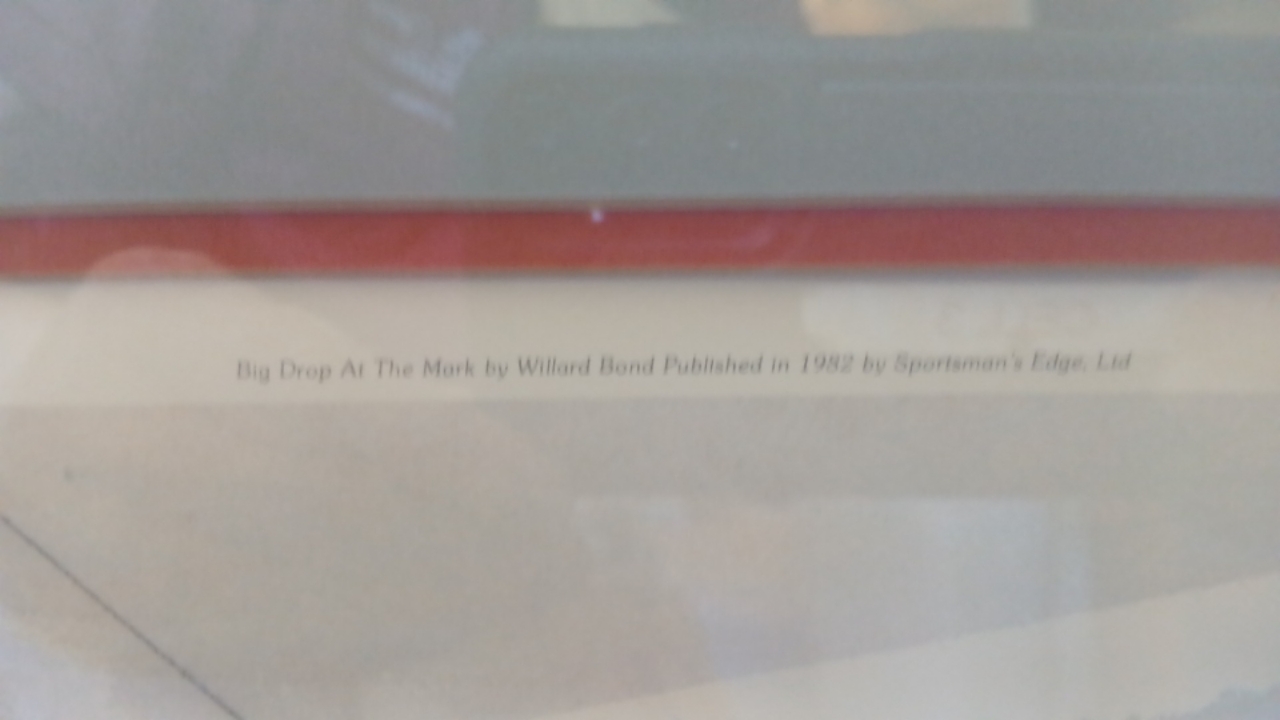 Big Drop At The Mark by Willard Bond Published in 1982 by Sportsman's Edge, Ltd